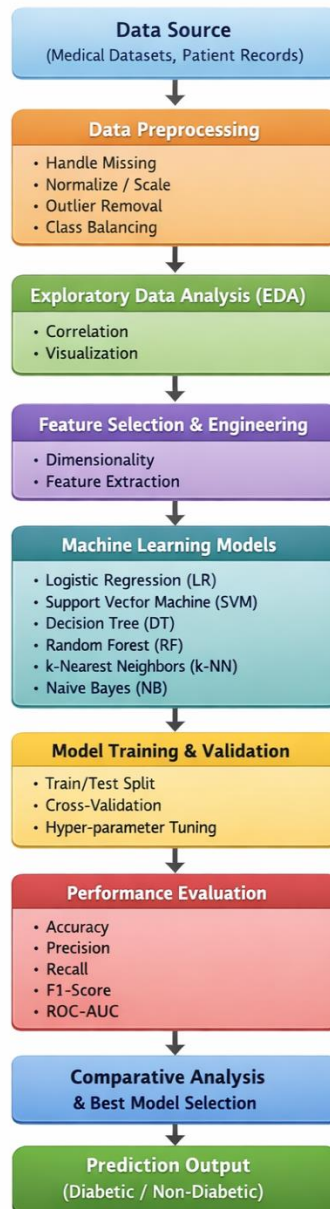 Data Source
(Medical Datasets, Patient Records)
Data Preprocessing
• Handle Missing
• Normalize / Scale
• Outlier Removal
• Class Balancing
Exploratory Data Analysis (EDA)
• Correlation
• Visualization
Feature Selection & Engineering
• Dimensionality
• Feature Extraction
Machine Learning Models
• Logistic Regression (LR)
• Support Vector Machine (SVM)
• Decision Tree (DT)
• Random Forest (RF)
• k-Nearest Neighbors (k-NN)
• Naive Bayes (NB)
Model Training & Validation
• Train/Test Split
• Cross-Validation
• Hyper-parameter Tuning
Performance Evaluation
• Accuracy
• Precision
• Recall
• F1-Score
• ROC-AUC
Comparative Analysis
& Best Model Selection
Prediction Output
(Diabetic / Non-Diabetic)